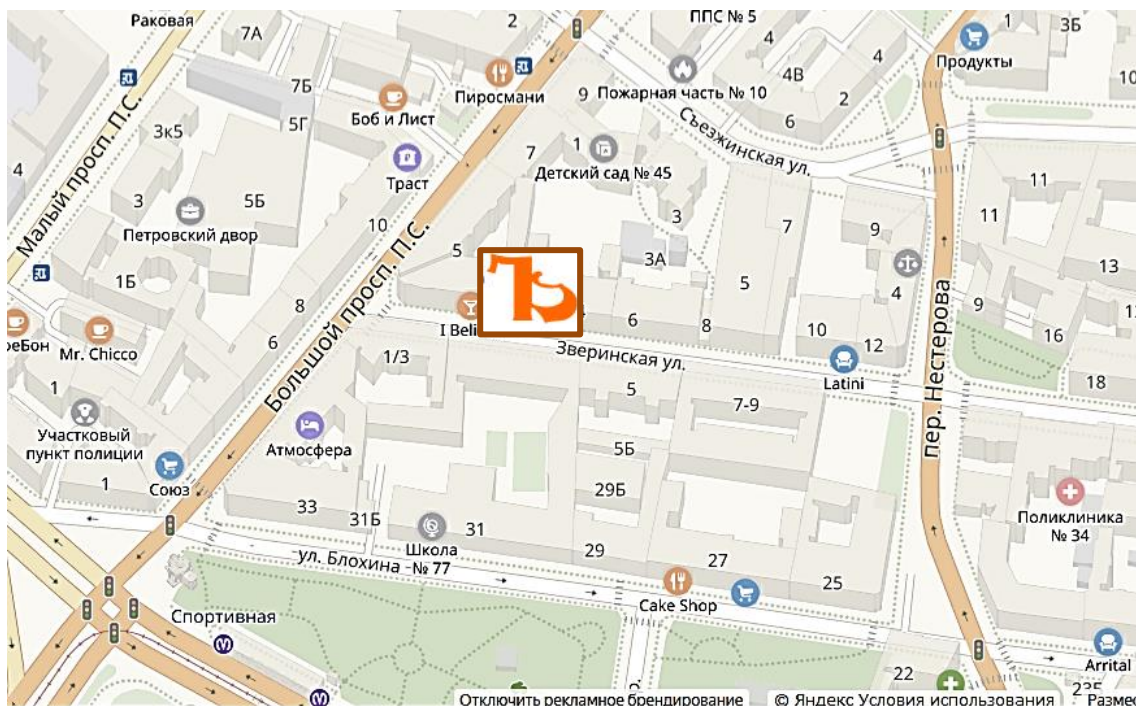 Раковая
2
ППС № 5
1
3Б
7А
4
4
Продукты
4В
10
7Б
Пиросмани
9
Пожарная часть № 10
2
Боб и Лист
6
5Г
3к5
Съезжинская ул.
7
1
4
Детский сад № 45
Траст
11
Малый просп. П.С.
3
5Б
3
11
10
7
9
Петровский двор
5
3А
13
1Б
5
4
Большой просп. П.С.
8
Ъ
9
6
6
8
10
16
I Beli
Зверинская ул.
12
Mr. Chicco
1/3
Latini
18
1
5
7-9
пер. Нестерова
Участковый
пункт полиции
Атмосфера
5Б
1
Союз
29Б
33
31Б
31
Поликлиника
№ 34
Школа
№ 77
29
27
ул. Блохина
25
Cake Shop
Спортивная
Arrital
22
23Б
Отключить рекламное брендирование
© Яндекс Условия использования